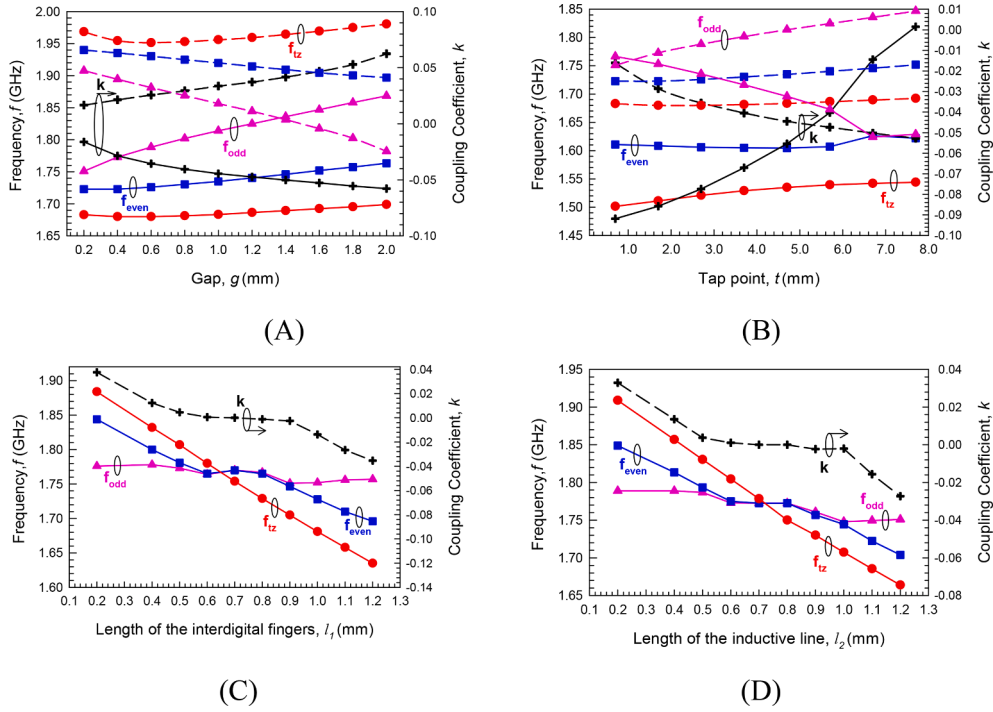 2.00
1.95
1.90
1.85
1.80
1.75
1.70
1.65
Frequency, f (GHz)
0.10
0.05
0.00
-0.05
-0.10
Coupling Coefficient, k
k
f_tz
f_odd
f_even
0.2 0.4 0.6 0.8 1.0 1.2 1.4 1.6 1.8 2.0
Gap, g (mm)
(A)
1.85
1.80
1.75
1.70
1.65
1.60
1.55
1.50
1.45
Frequency, f (GHz)
0.01
0.00
-0.01
-0.02
-0.03
-0.04
-0.05
-0.06
-0.07
-0.08
-0.09
-0.10
Coupling Coefficient, k
f_odd
k
f_even
f_tz
1.0 2.0 3.0 4.0 5.0 6.0 7.0 8.0
Tap point, t (mm)
(B)
1.90
1.85
1.80
1.75
1.70
1.65
1.60
Frequency, f (GHz)
0.04
0.02
0.00
-0.02
-0.04
-0.06
-0.08
-0.10
-0.12
-0.14
Coupling Coefficient, k
k
f_odd
f_tz
f_even
0.1 0.2 0.3 0.4 0.5 0.6 0.7 0.8 0.9 1.0 1.1 1.2 1.3
Length of the interdigital fingers, l_1 (mm)
(C)
1.95
1.90
1.85
1.80
1.75
1.70
1.65
Frequency, f (GHz)
0.04
0.02
0.00
-0.02
-0.04
-0.06
-0.08
Coupling Coefficient, k
k
f_even
f_odd
f_tz
0.1 0.2 0.3 0.4 0.5 0.6 0.7 0.8 0.9 1.0 1.1 1.2 1.3
Length of the inductive line, l_2 (mm)
(D)